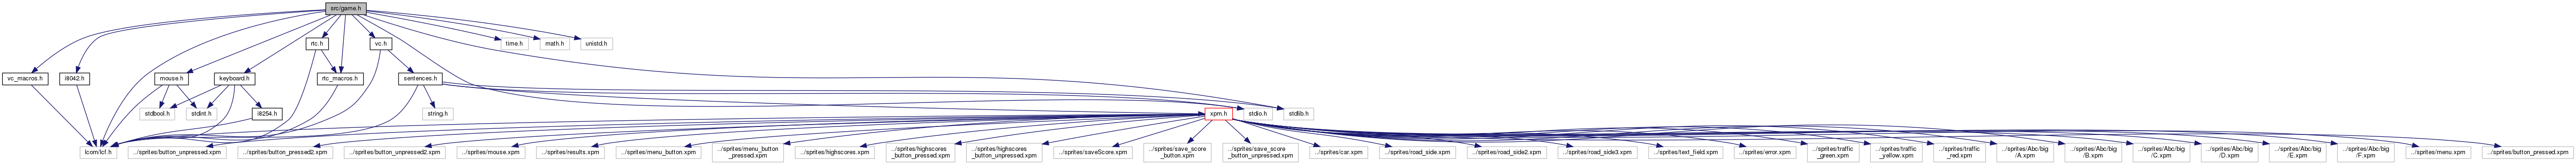 src/game.h
rtc.h
vc.h
time.h
math.h
unistd.h
vc_macros.h
i8042.h
mouse.h
keyboard.h
rtc_macros.h
sentences.h
stdbool.h
stdint.h
i8254.h
string.h
xpm.h
stdio.h
stdlib.h
lcom/lcf.h
../sprites/button_unpressed.xpm
../sprites/button_pressed2.xpm
../sprites/button_unpressed2.xpm
../sprites/mouse.xpm
../sprites/results.xpm
../sprites/menu_button.xpm
../sprites/menu_button
_pressed.xpm
../sprites/highscores.xpm
../sprites/highscores
_button_pressed.xpm
../sprites/highscores
_button_unpressed.xpm
../sprites/saveScore.xpm
../sprites/save_score
_button.xpm
../sprites/save_score
_button_unpressed.xpm
../sprites/car.xpm
../sprites/road_side.xpm
../sprites/road_side2.xpm
../sprites/road_side3.xpm
../sprites/text_field.xpm
../sprites/error.xpm
../sprites/traffic
_green.xpm
../sprites/traffic
_yellow.xpm
../sprites/traffic
_red.xpm
../sprites/Abc/big
/A.xpm
../sprites/Abc/big
/B.xpm
../sprites/Abc/big
/C.xpm
../sprites/Abc/big
/D.xpm
../sprites/Abc/big
/E.xpm
../sprites/Abc/big
/F.xpm
../sprites/menu.xpm
../sprites/button_pressed.xpm